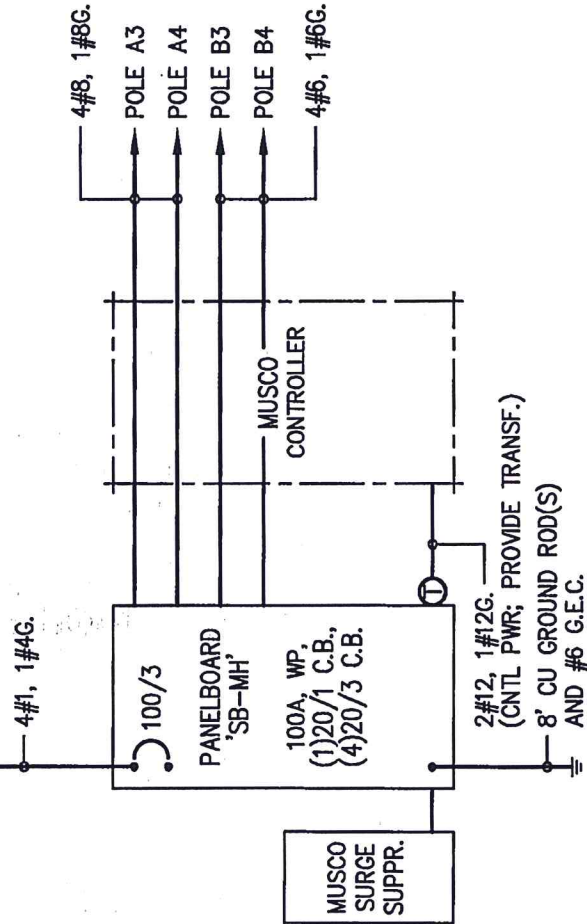 4#1, 1#4G.
100/3
PANELBOARD
'SB-MH'
100A, WP,
(1)20/1 C.B.,
(4)20/3 C.B.
MUSCO
SURGE
SUPPR.
MUSCO
CONTROLLER
4#8, 1#8G.
POLE A3
POLE A4
POLE B3
POLE B4
4#6, 1#6G.
T
2#12, 1#12G.
(CNTL PWR; PROVIDE TRANSF.)
8' CU GROUND ROD(S)
AND #6 G.E.C.